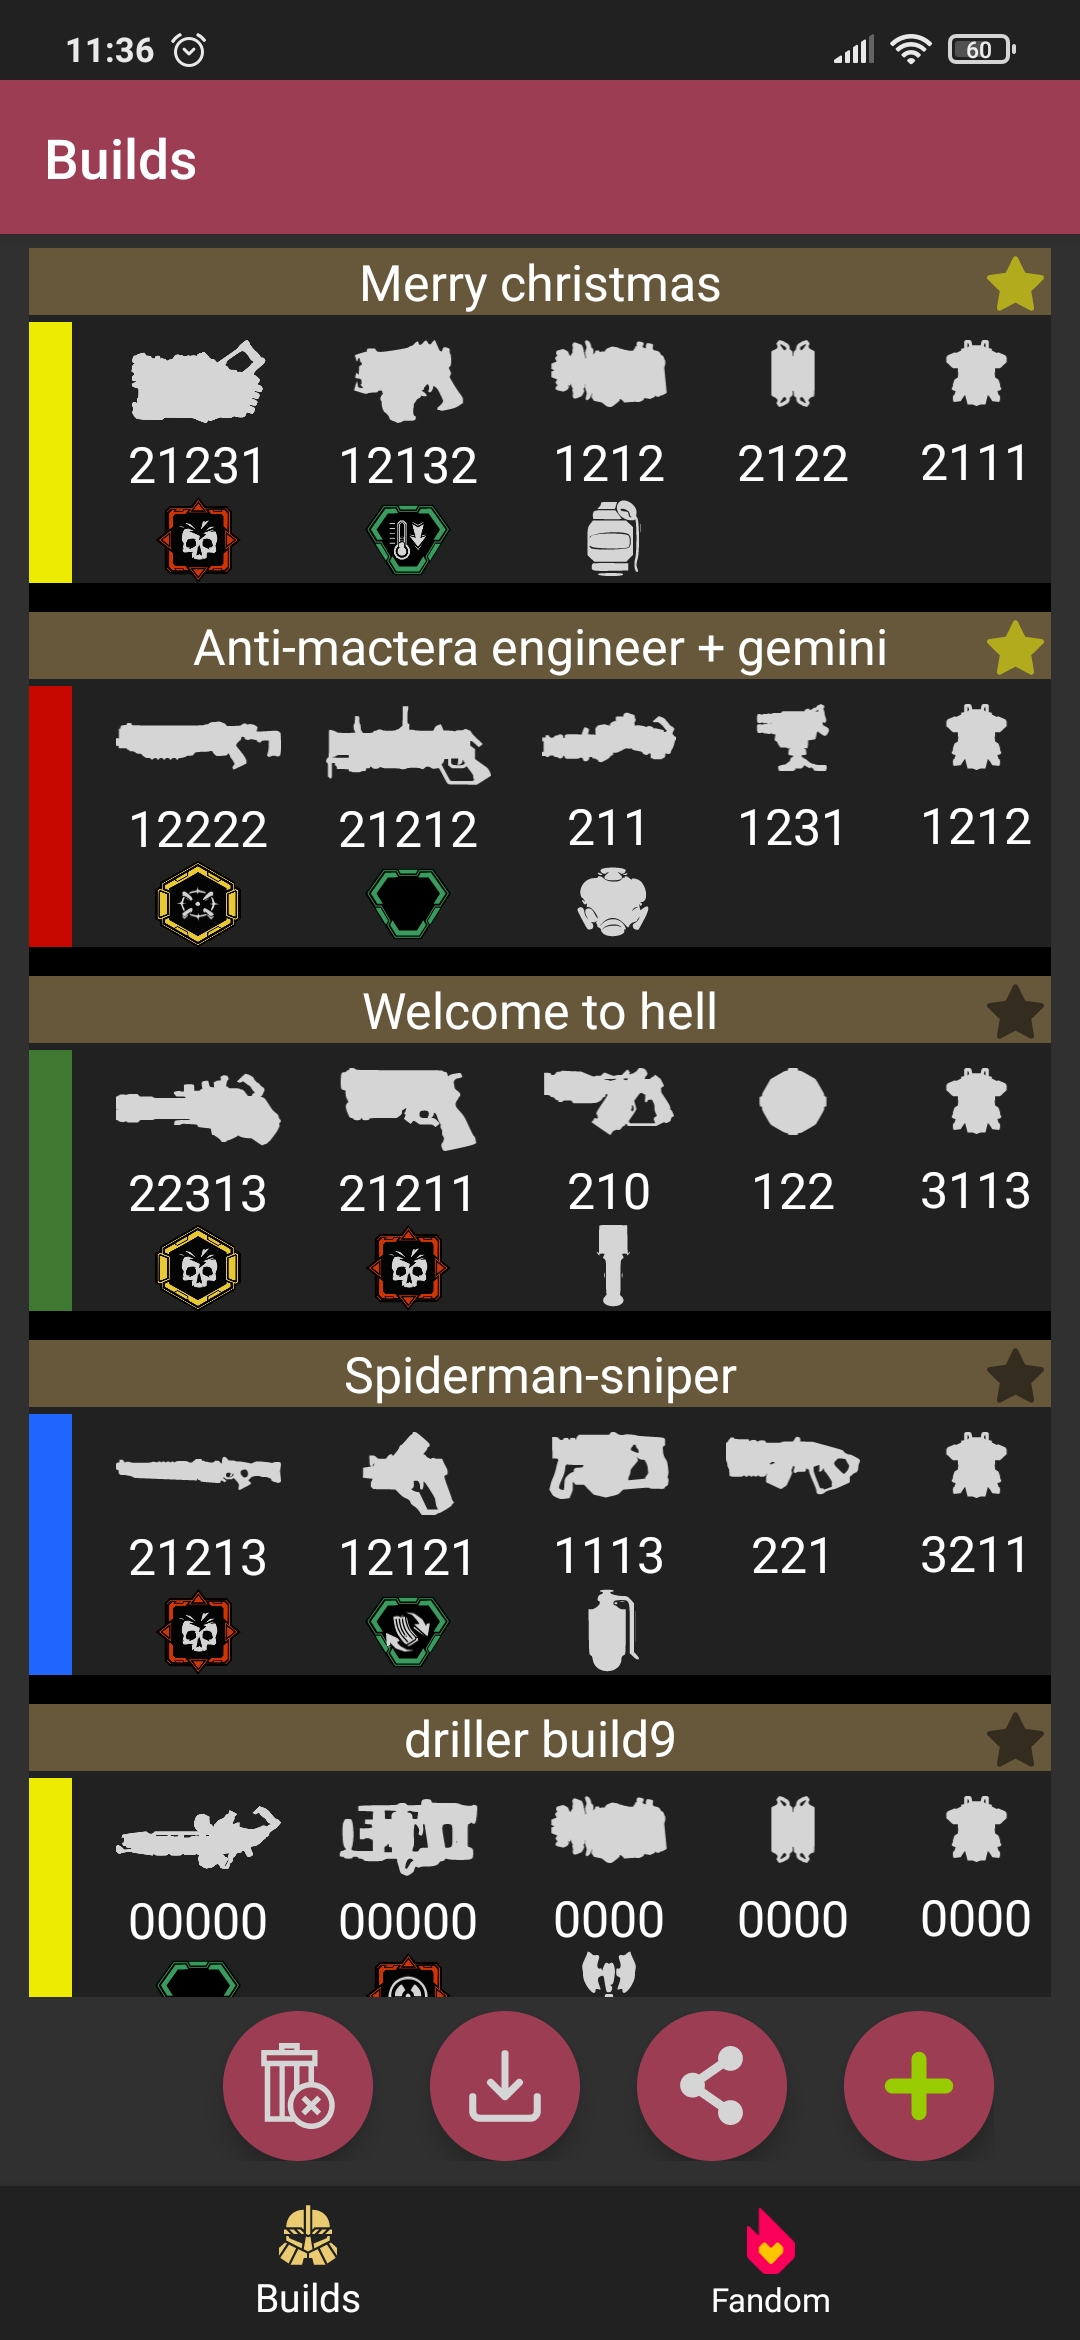 11:36 60
Builds
Merry christmas
21231 12132 1212 2122 2111
Anti-mactera engineer + gemini
12222 21212 211 1231 1212
Welcome to hell
22313 21211 210 122 3113
Spiderman-sniper
21213 12121 1113 221 3211
driller build9
00000 00000 0000 0000 0000
Builds Fandom